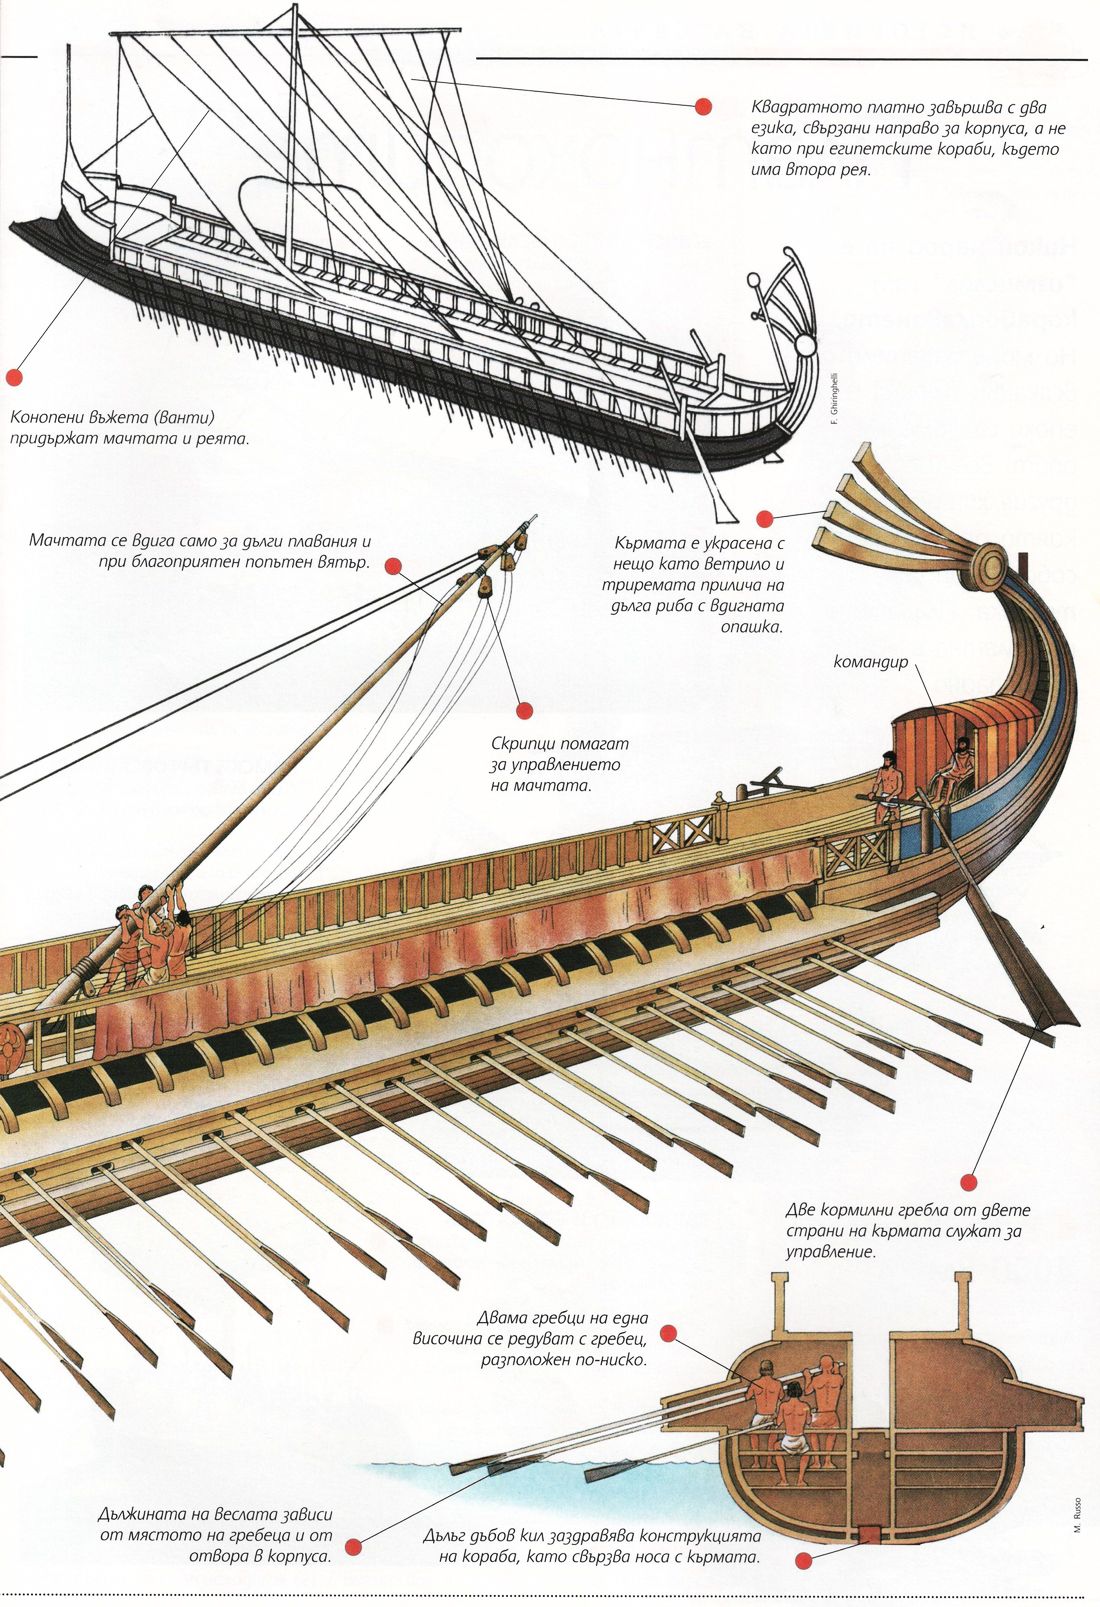 Квадратното платно завършва с два
езика, свързани направо за корпуса, а не
като при египетските кораби, където
има втора рея.
F. Ghiringhelli
Конопени въжета (ванти)
придържат мачтата и реята.
Мачтата се вдига само за дълги плавания и
при благоприятен попътен вятър.
Кърмата е украсена с
нещо като ветрило и
триремата прилича на
дълга риба с вдигната
опашка.
командир
Скрипци помагат
за управлението
на мачтата.
Две кормилни гребла от двете
страни на кърмата служат за
управление.
Двама гребци на една
височина се редуват с гребец,
разположен по-ниско.
Дължината на веслата зависи
от мястото на гребеца и от
отвора в корпуса.
Дълъг дъбов кил заздравява конструкцията
на кораба, като свързва носа с кърмата.
M. Russo